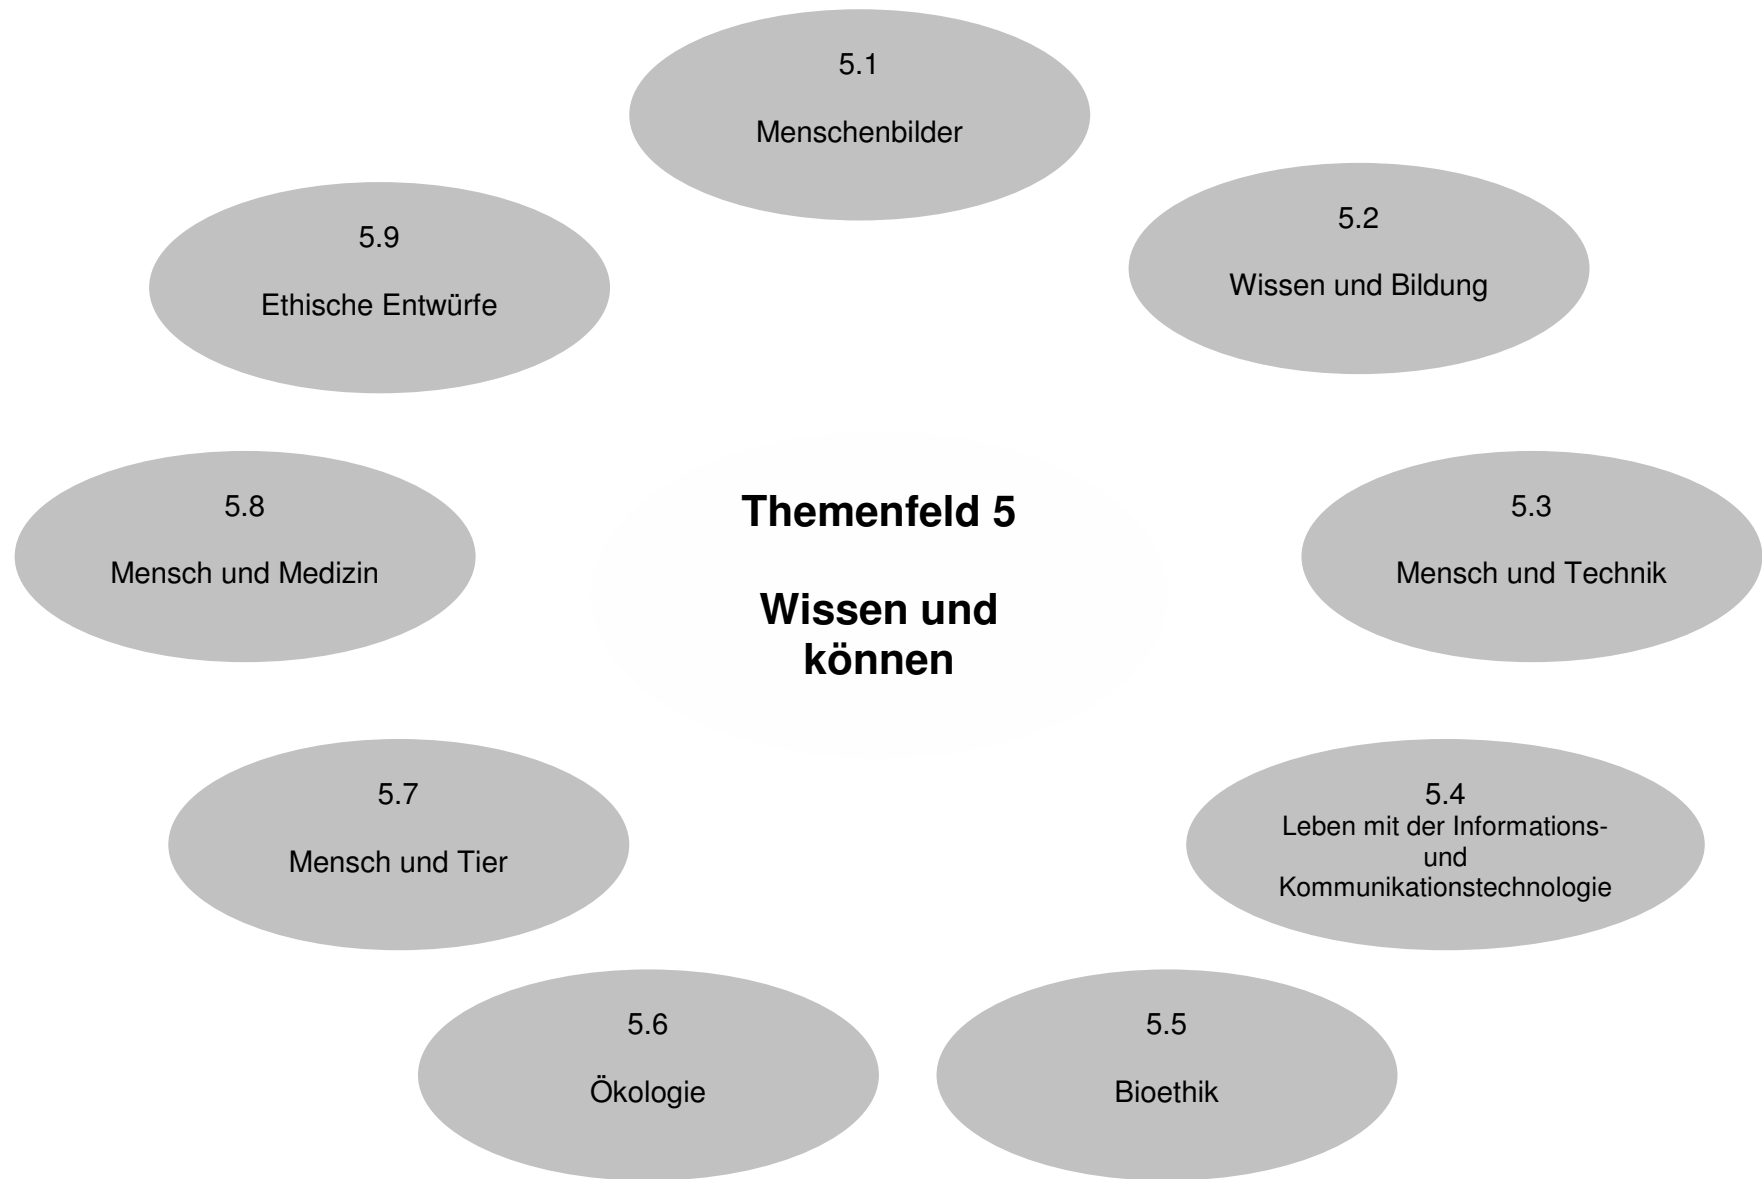 5.1
Menschenbilder
5.2
Wissen und Bildung
5.9
Ethische Entwürfe
5.8
Mensch und Medizin
Themenfeld 5
Wissen und
können
5.3
Mensch und Technik
5.7
Mensch und Tier
5.4
Leben mit der Informations-
und
Kommunikationstechnologie
5.6
Ökologie
5.5
Bioethik